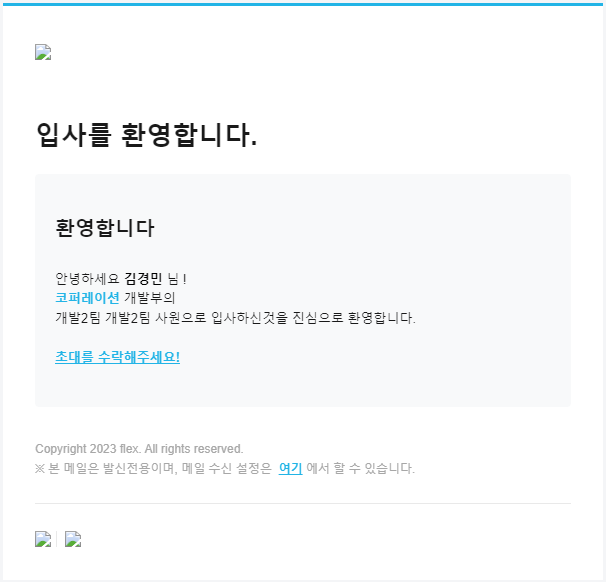 입사를 환영합니다.
환영합니다
안녕하세요 김경민 님 !
코퍼레이션 개발부의
개발2팀 개발2팀 사원으로 입사하신것을 진심으로 환영합니다.
초대를 수락해주세요!
Copyright 2023 flex. All rights reserved.
※ 본 메일은 발신전용이며, 메일 수신 설정은 여기 에서 할 수 있습니다.